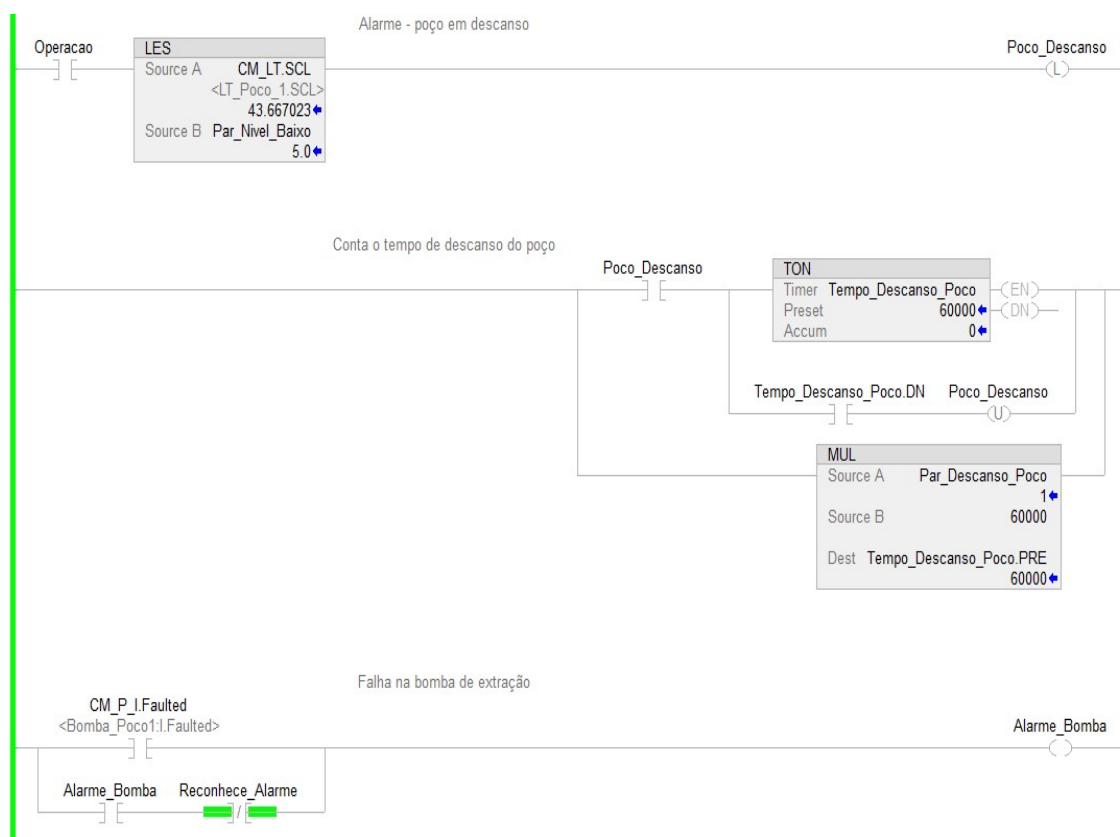 Alarme - poço em descanso
Operacao
LES
Source A CM_LT.SCL
<LT_Poco_1.SCL>
43.667023
Source B Par_Nivel_Baixo
5.0
Poco_Descanso
(L)
Conta o tempo de descanso do poço
Poco_Descanso
TON
Timer Tempo_Descanso_Poco
Preset 60000
Accum 0
(EN)
(DN)
Tempo_Descanso_Poco.DN Poco_Descanso
(U)
MUL
Source A Par_Descanso_Poco
1
Source B 60000
Dest Tempo_Descanso_Poco.PRE
60000
Falha na bomba de extração
CM_P_I.Faulted
<Bomba_Poco1:I.Faulted>
Alarme_Bomba
Alarme_Bomba Reconhece_Alarme